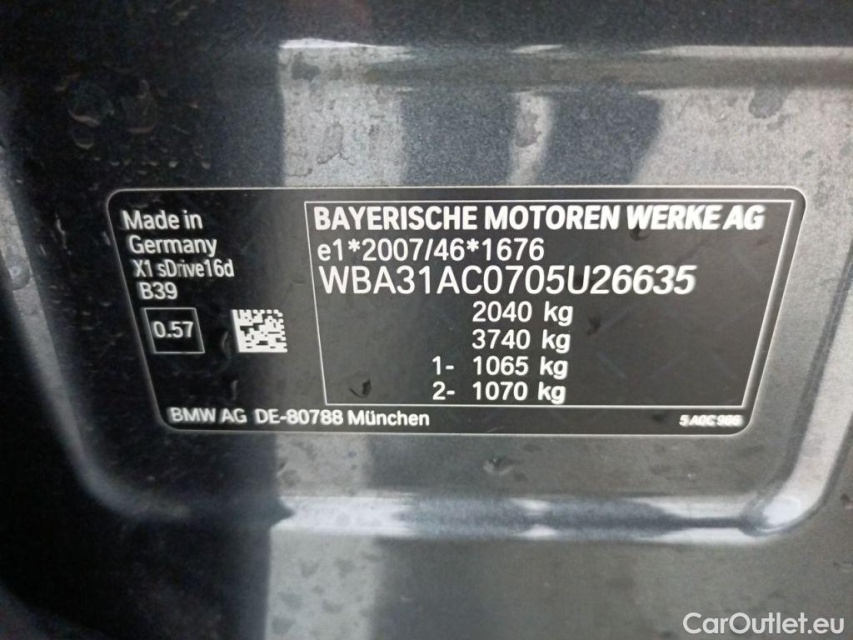 Made in
Germany
X1 sDrive16d
B39
0.57
BAYERISCHE MOTOREN WERKE AG
e1*2007/46*1676
WBA31AC0705U26635
2040 kg
3740 kg
1- 1065 kg
2- 1070 kg
BMW AG DE-80788 München
CarOutlet.eu